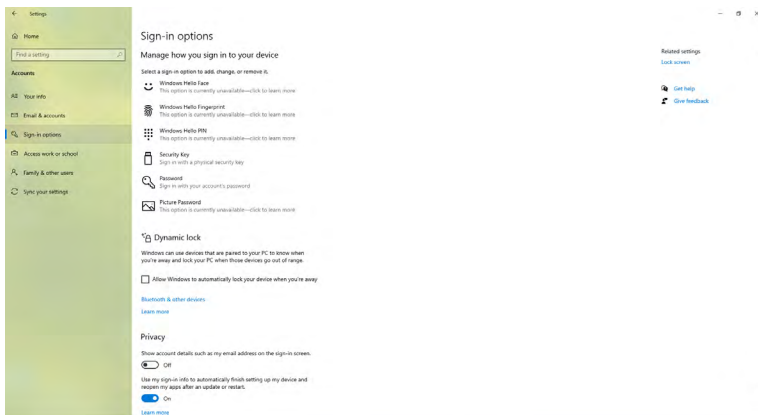 Settings
Home
Find a setting
Accounts
Your info
Email & accounts
Sign-in options
Access work or school
Family & other users
Sync your settings
Sign-in options
Manage how you sign in to your device
Select a sign-in option to add, change, or remove it.
Windows Hello Face
This option is currently unavailable—click to learn more
Windows Hello Fingerprint
This option is currently unavailable—click to learn more
Windows Hello PIN
This option is currently unavailable—click to learn more
Security Key
Sign in with a physical security key
Password
Sign in with your account's password
Picture Password
This option is currently unavailable—click to learn more
Dynamic lock
Windows can use devices that are paired to your PC to know when
you're away and lock your PC when those devices go out of range.
Allow Windows to automatically lock your device when you're away
Bluetooth & other devices
Learn more
Privacy
Show account details such as my email address on the sign-in screen.
Off
Use my sign-in info to automatically finish setting up my device and
reopen my apps after an update or restart.
On
Learn more
Related settings
Lock screen
Get help
Give feedback